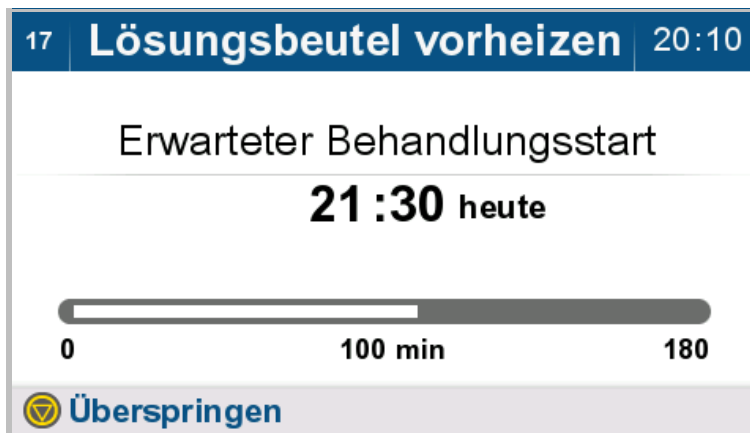 17 Lösungsbeutel vorheizen 20:10
Erwarteter Behandlungsstart
21:30 heute
0 100 min 180
Überspringen